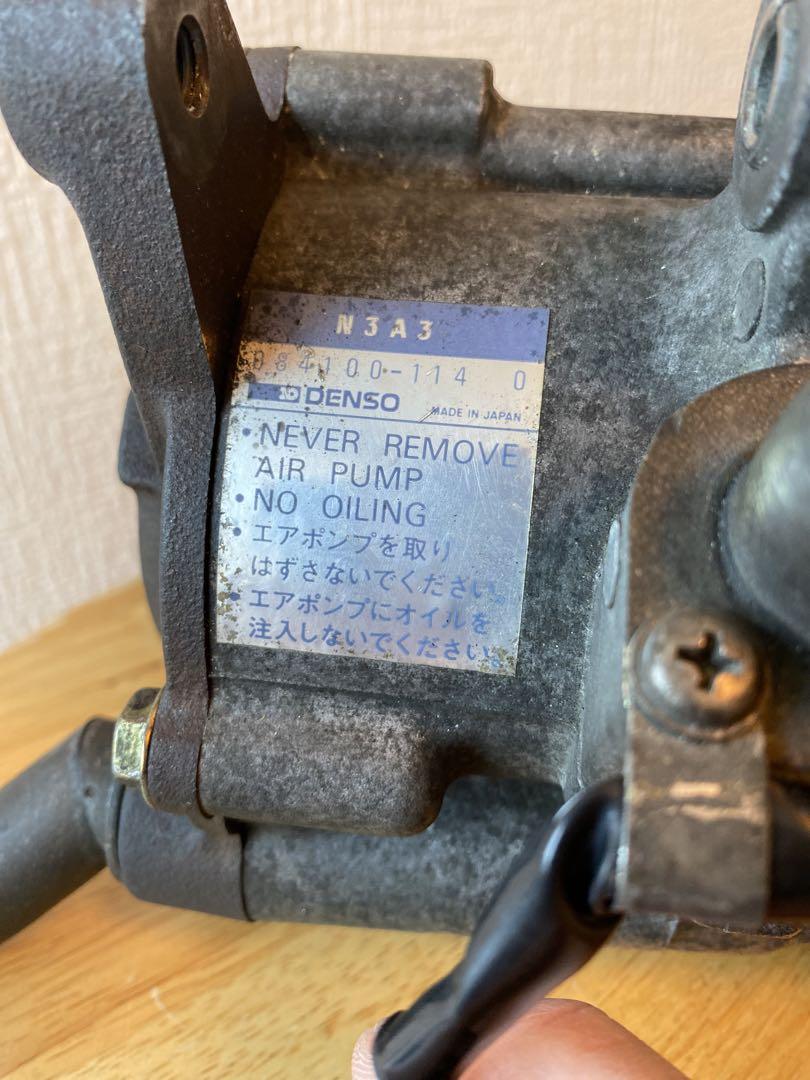 N3A3
084100-114 0
DENSO MADE IN JAPAN
• NEVER REMOVE
AIR PUMP
• NO OILING
• エアポンプを取り
はずさないでください。
• エアポンプにオイルを
注入しないでください。